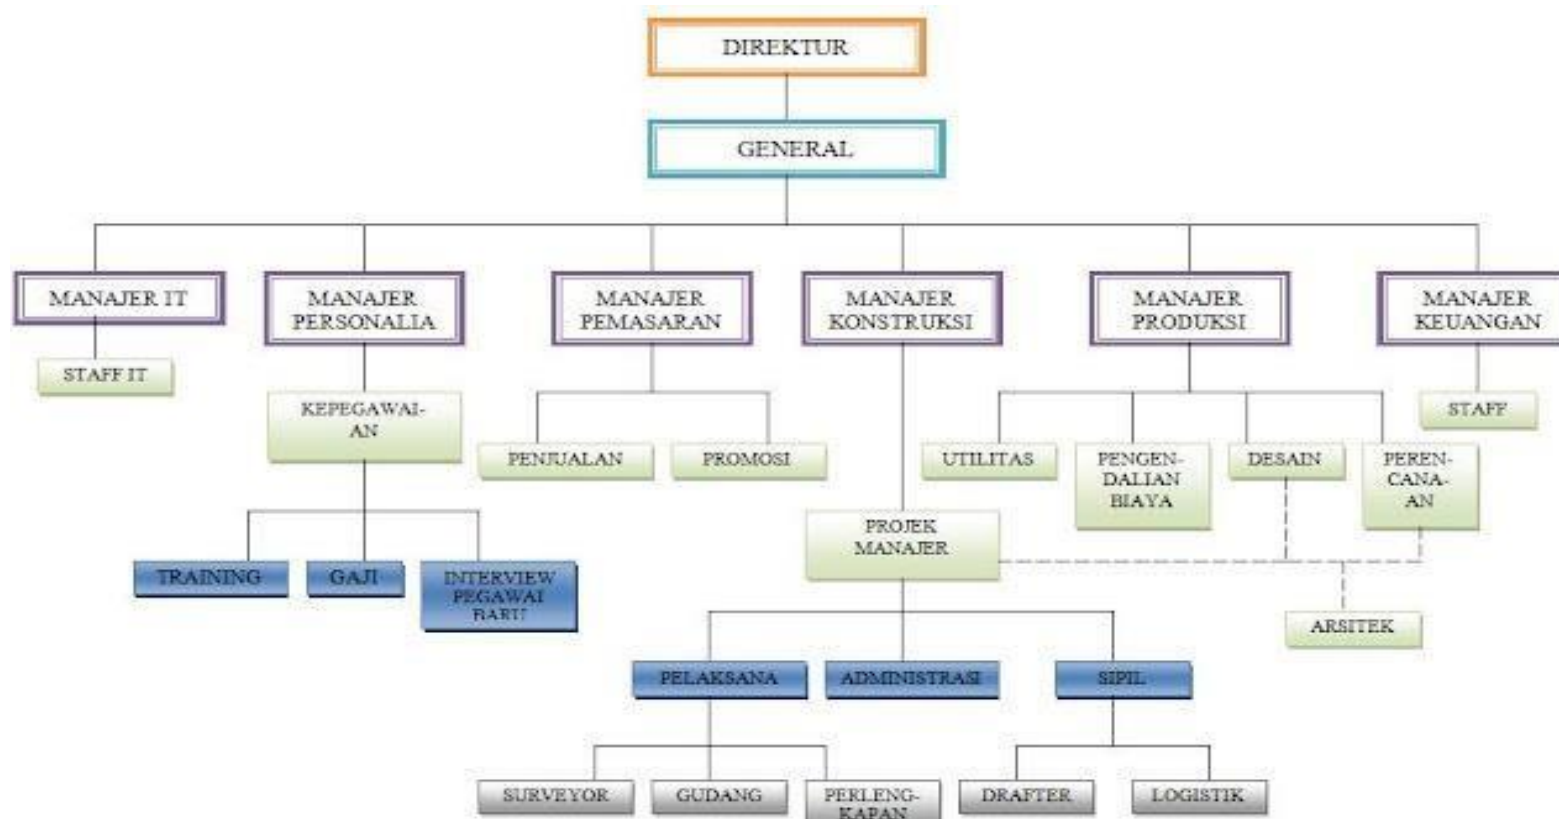 DIREKTUR
GENERAL
MANAJER IT
MANAJER
PERSONALIA
MANAJER
PEMASARAN
MANAJER
KONSTRUKSI
MANAJER
PRODUKSI
MANAJER
KEUANGAN
STAFF IT
KEPEGAWAI-
AN
PENJUALAN
PROMOSI
UTILITAS
PENGEN-
DALIAN
BIAYA
DESAIN
PEREN-
CANA-
AN
STAFF
PROJEK
MANAJER
TRAINING
GAJI
INTERVIEW
PEGAWAI
BARU
ARSITEK
PELAKSANA
ADMINISTRASI
SIPIL
SURVEYOR
GUDANG
PERLENG-
KAPAN
DRAFTER
LOGISTIK